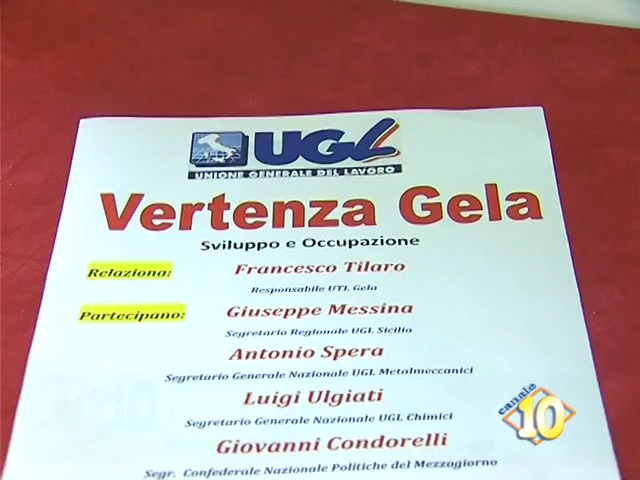 UGL
UNIONE GENERALE DEL LAVORO
Vertenza Gela
Sviluppo e Occupazione
Relaziona: Francesco Tilaro
Responsabile UTL Gela
Partecipano: Giuseppe Messina
Segretario Regionale UGL Sicilia
Antonio Spera
Segretario Generale Nazionale UGL Metalmeccanici
Luigi Ulgiati
Segretario Generale Nazionale UGL Chimici
Giovanni Condorelli
Segr. Confederale Nazionale Politiche del Mezzogiorno
canale 10